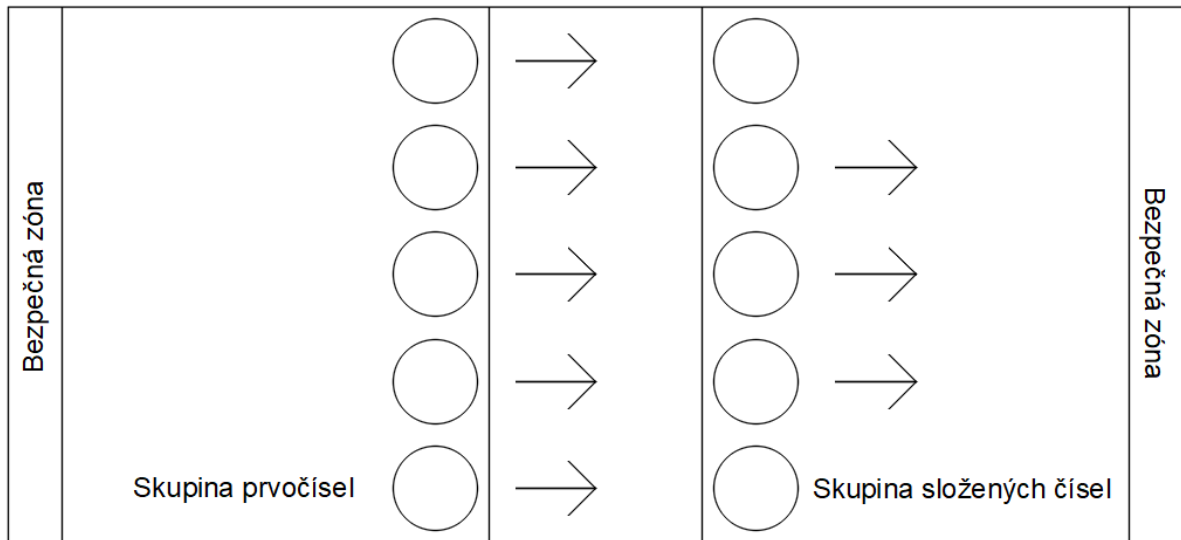 Bezpečná zóna
Skupina prvočísel
Skupina složených čísel
Bezpečná zóna